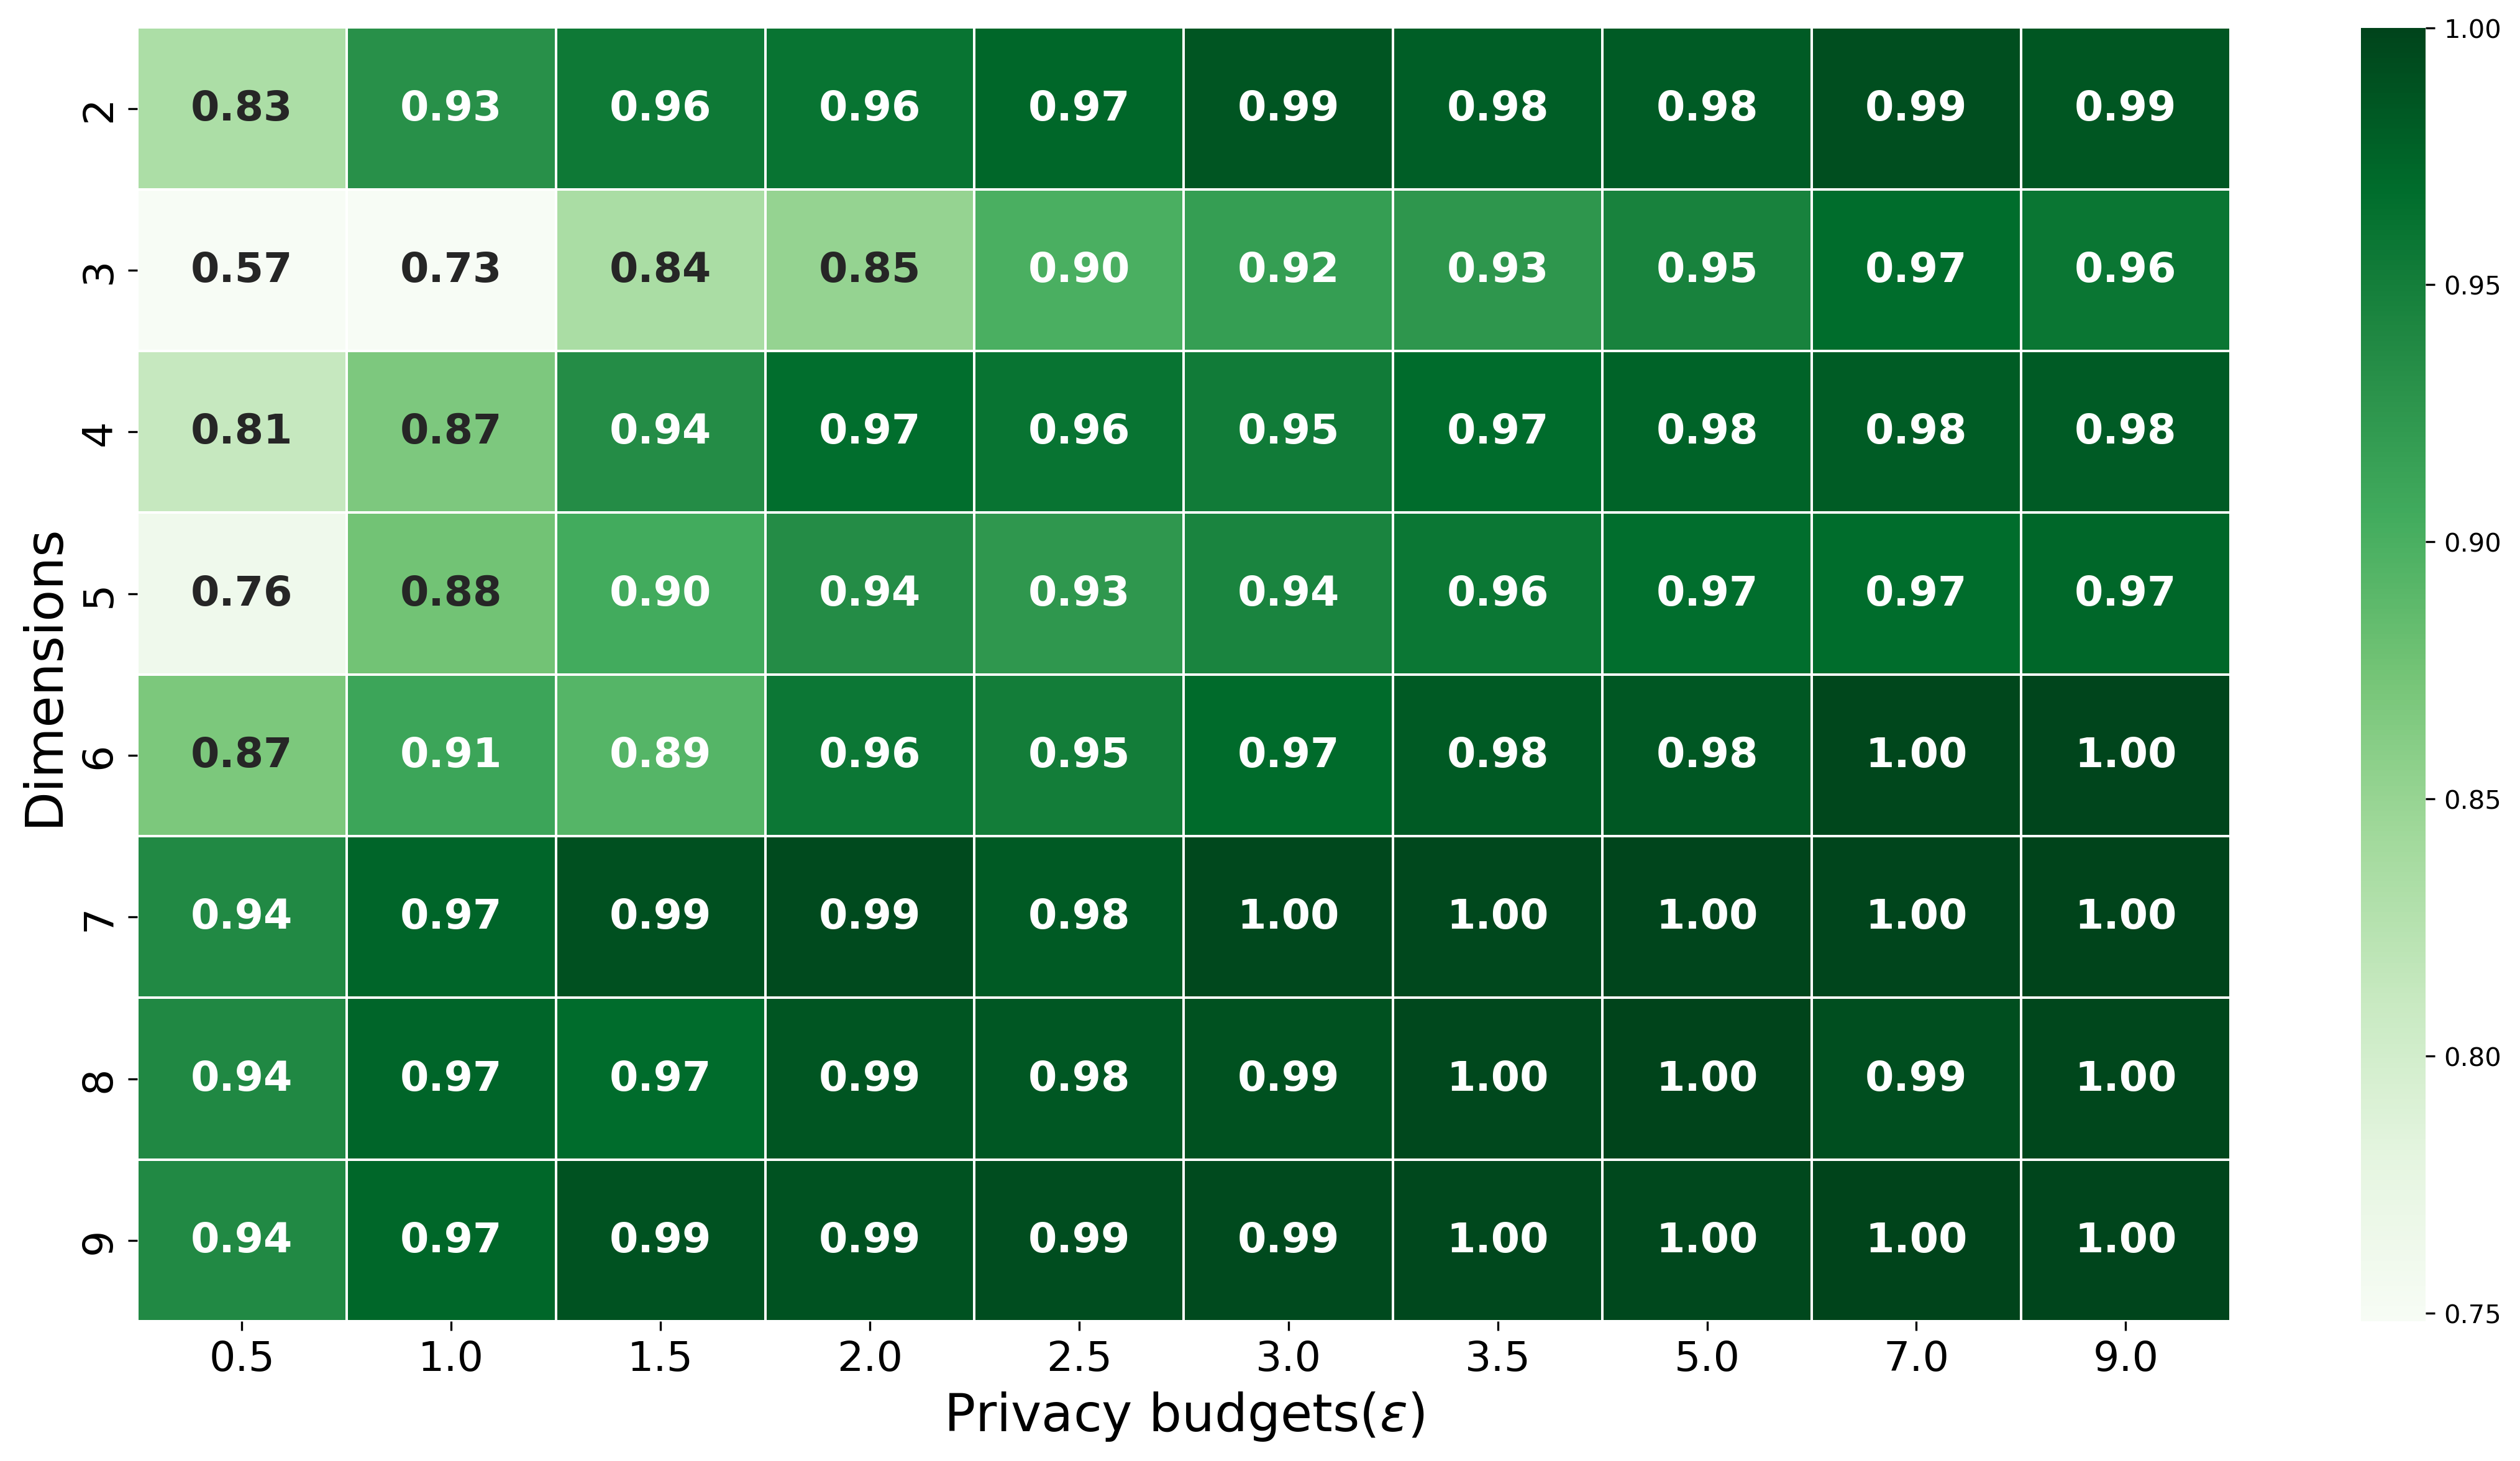 2 0.83 0.93 0.96 0.96 0.97 0.99 0.98 0.98 0.99 0.99
3 0.57 0.73 0.84 0.85 0.90 0.92 0.93 0.95 0.97 0.96
4 0.81 0.87 0.94 0.97 0.96 0.95 0.97 0.98 0.98 0.98
5 0.76 0.88 0.90 0.94 0.93 0.94 0.96 0.97 0.97 0.97
6 0.87 0.91 0.89 0.96 0.95 0.97 0.98 0.98 1.00 1.00
7 0.94 0.97 0.99 0.99 0.98 1.00 1.00 1.00 1.00 1.00
8 0.94 0.97 0.97 0.99 0.98 0.99 1.00 1.00 0.99 1.00
9 0.94 0.97 0.99 0.99 0.99 0.99 1.00 1.00 1.00 1.00
0.5 1.0 1.5 2.0 2.5 3.0 3.5 5.0 7.0 9.0
Privacy budgets(ε)
Dimensions
1.00
0.95
0.90
0.85
0.80
0.75